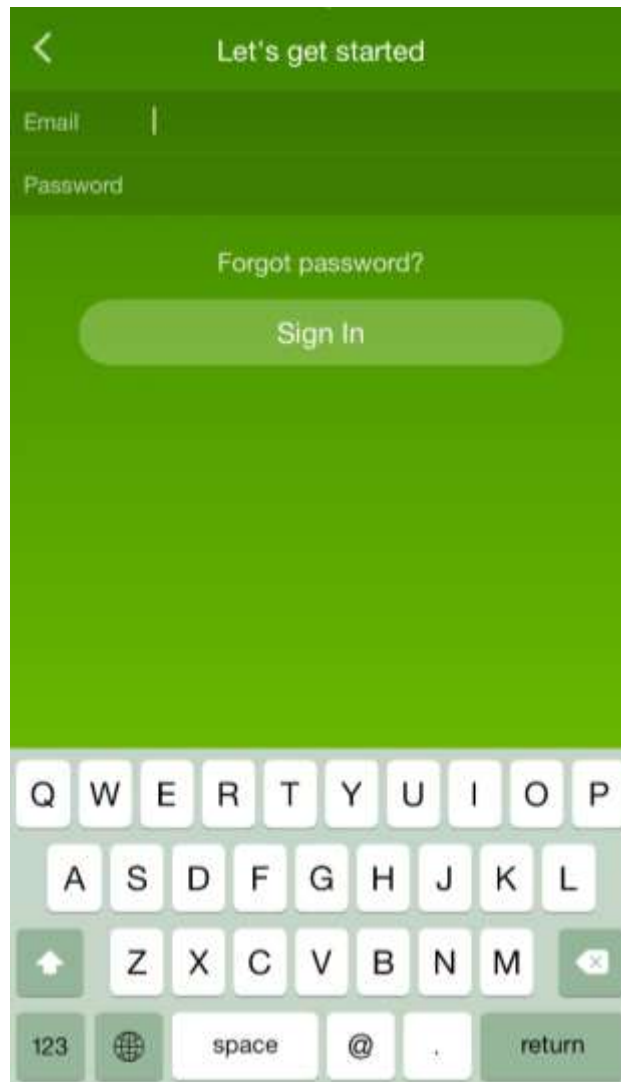 Let's get started
Email
Password
Forgot password?
Sign In
Q W E R T Y U I O P
A S D F G H J K L
Z X C V B N M
123 space @ . return